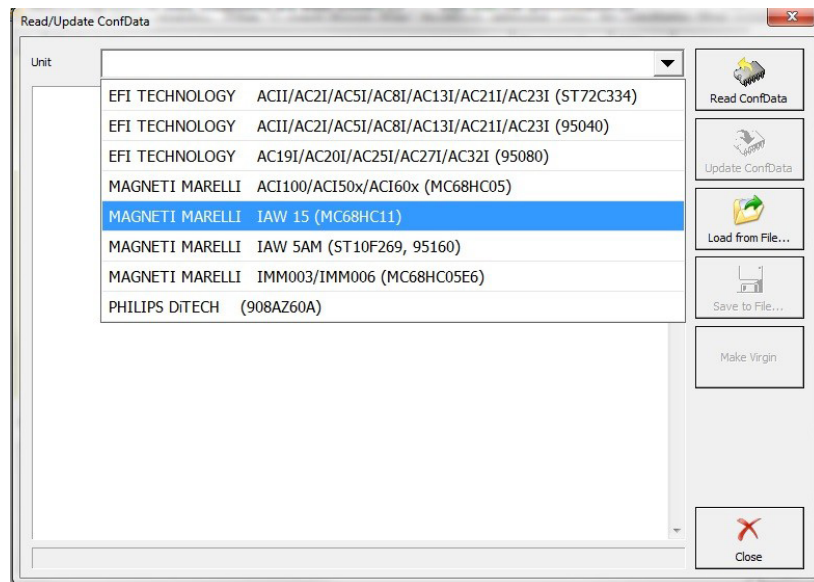 Read/Update ConfData
Unit
EFI TECHNOLOGY ACII/AC2I/AC5I/AC8I/AC13I/AC21I/AC23I (ST72C334)
EFI TECHNOLOGY ACII/AC2I/AC5I/AC8I/AC13I/AC21I/AC23I (95040)
EFI TECHNOLOGY AC19I/AC20I/AC25I/AC27I/AC32I (95080)
MAGNETI MARELLI ACI100/ACI50x/ACI60x (MC68HC05)
MAGNETI MARELLI IAW 15 (MC68HC11)
MAGNETI MARELLI IAW 5AM (ST10F269, 95160)
MAGNETI MARELLI IMM003/IMM006 (MC68HC05E6)
PHILIPS DiTECH (908AZ60A)
Read ConfData
Update ConfData
Load from File...
Save to File...
Make Virgin
Close